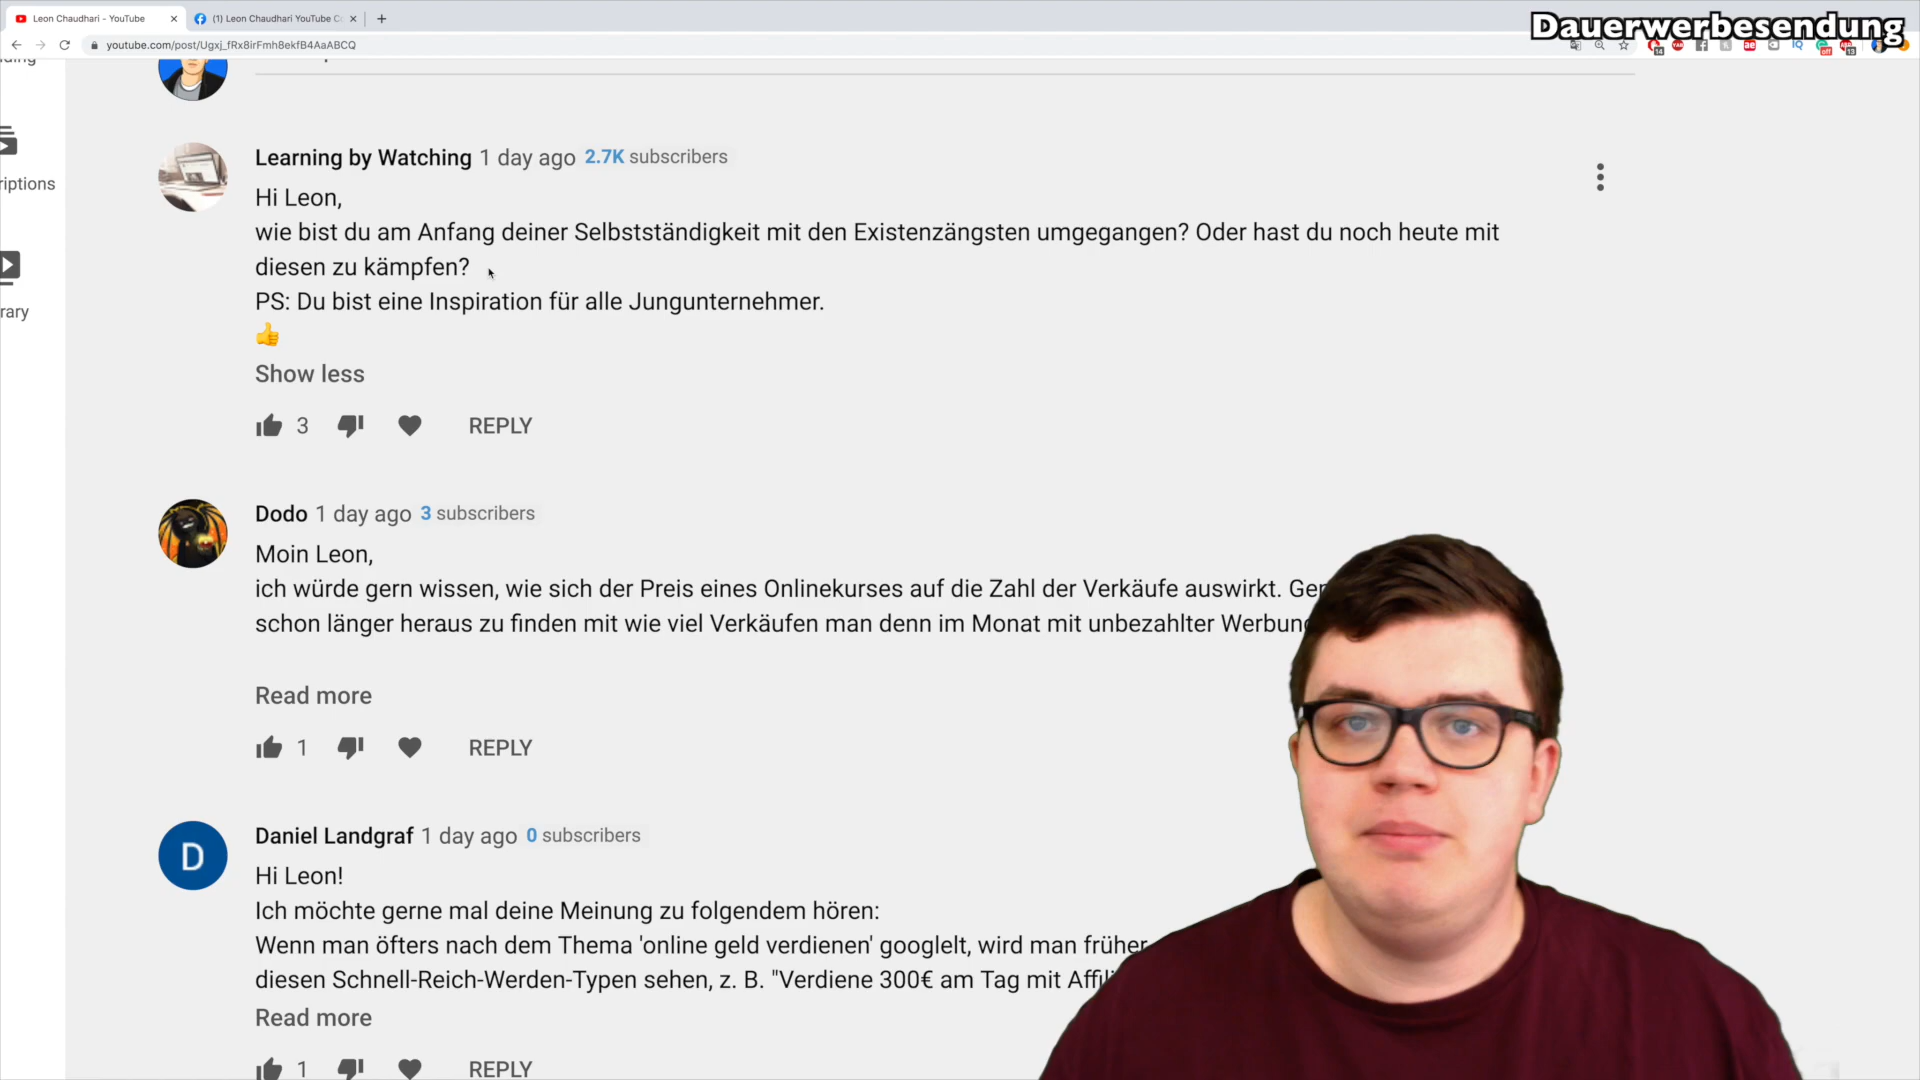 Leon Chaudhari - YouTube
(1) Leon Chaudhari YouTube C
Dauerwerbesendung
youtube.com/post/Ugxj_fRx8irFmh8ekfB4AaABCQ
Learning by Watching 1 day ago 2.7K subscribers
Hi Leon,
wie bist du am Anfang deiner Selbstständigkeit mit den Existenzängsten umgegangen? Oder hast du noch heute mit
diesen zu kämpfen?
PS: Du bist eine Inspiration für alle Jungunternehmer.
Show less
3 REPLY
riptions
rary
Dodo 1 day ago 3 subscribers
Moin Leon,
ich würde gern wissen, wie sich der Preis eines Onlinekurses auf die Zahl der Verkäufe auswirkt. Ger
schon länger heraus zu finden mit wie viel Verkäufen man denn im Monat mit unbezahlter Werbung
Read more
1 REPLY
D
Daniel Landgraf 1 day ago 0 subscribers
Hi Leon!
Ich möchte gerne mal deine Meinung zu folgendem hören:
Wenn man öfters nach dem Thema 'online geld verdienen' googlelt, wird man früher
diesen Schnell-Reich-Werden-Typen sehen, z. B. "Verdiene 300€ am Tag mit Affili
Read more
1 REPLY